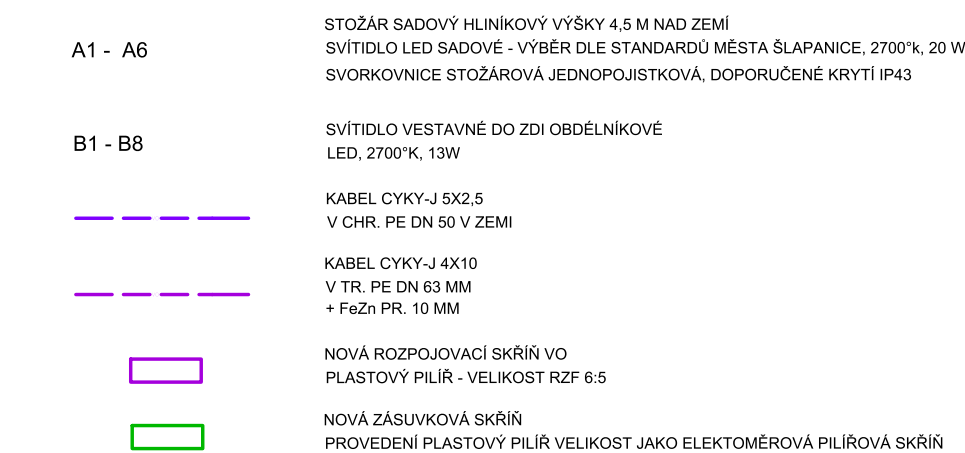 STOŽÁR SADOVÝ HLINÍKOVÝ VÝŠKY 4,5 M NAD ZEMÍ
A1 -  A6
SVÍTIDLO LED SADOVÉ - VÝBĚR DLE STANDARDŮ MĚSTA ŠLAPANICE, 2700°k, 20 W
SVORKOVNICE STOŽÁROVÁ JEDNOPOJISTKOVÁ, DOPORUČENÉ KRYTÍ IP43
SVÍTIDLO VESTAVNÉ DO ZDI OBDÉLNÍKOVÉ
B1 - B8
LED, 2700°K, 13W
KABEL CYKY-J 5X2,5
V CHR. PE DN 50 V ZEMI
KABEL CYKY-J 4X10
V TR. PE DN 63 MM
+ FeZn PR. 10 MM
NOVÁ ROZPOJOVACÍ SKŘÍŇ VO
PLASTOVÝ PILÍŘ - VELIKOST RZF 6:5
NOVÁ ZÁSUVKOVÁ SKŘÍŇ
PROVEDENÍ PLASTOVÝ PILÍŘ VELIKOST JAKO ELEKTOMĚROVÁ PILÍŘOVÁ SKŘÍŇ